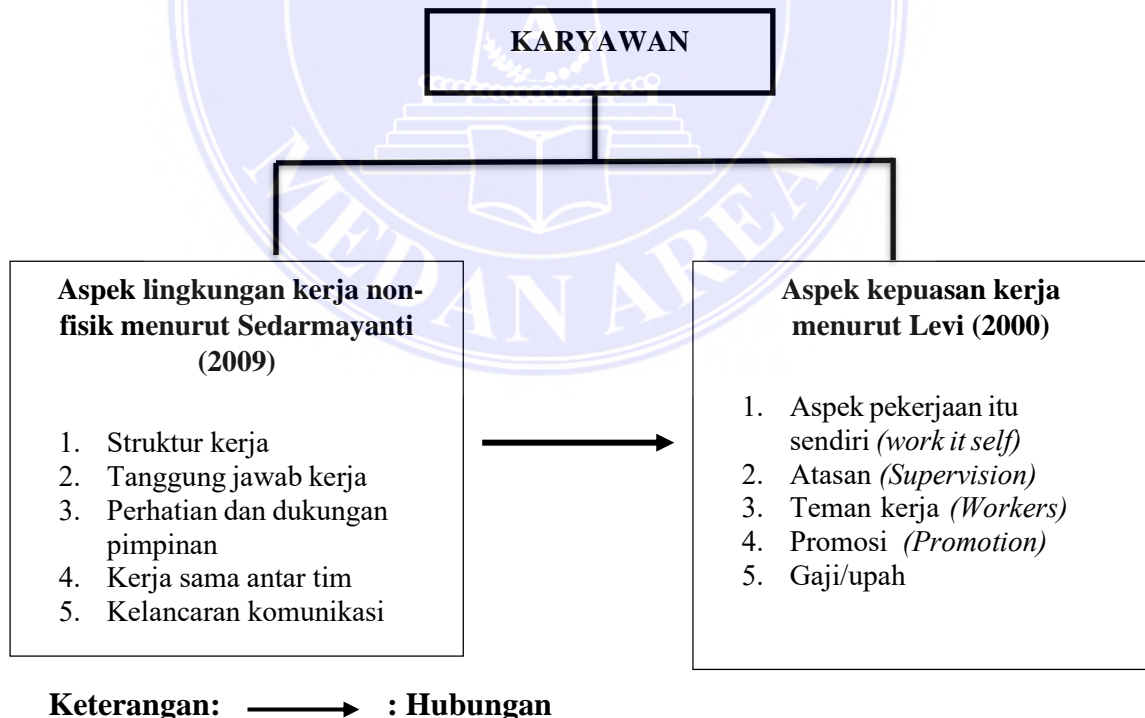 KARYAWAN
MEDAN AREA
Aspek lingkungan kerja non-
fisik menurut Sedarmayanti
(2009)
1. Struktur kerja
2. Tanggung jawab kerja
3. Perhatian dan dukungan
pimpinan
4. Kerja sama antar tim
5. Kelancaran komunikasi
Aspek kepuasan kerja
menurut Levi (2000)
1. Aspek pekerjaan itu
sendiri (work it self)
2. Atasan (Supervision)
3. Teman kerja (Workers)
4. Promosi (Promotion)
5. Gaji/upah
Keterangan: : Hubungan